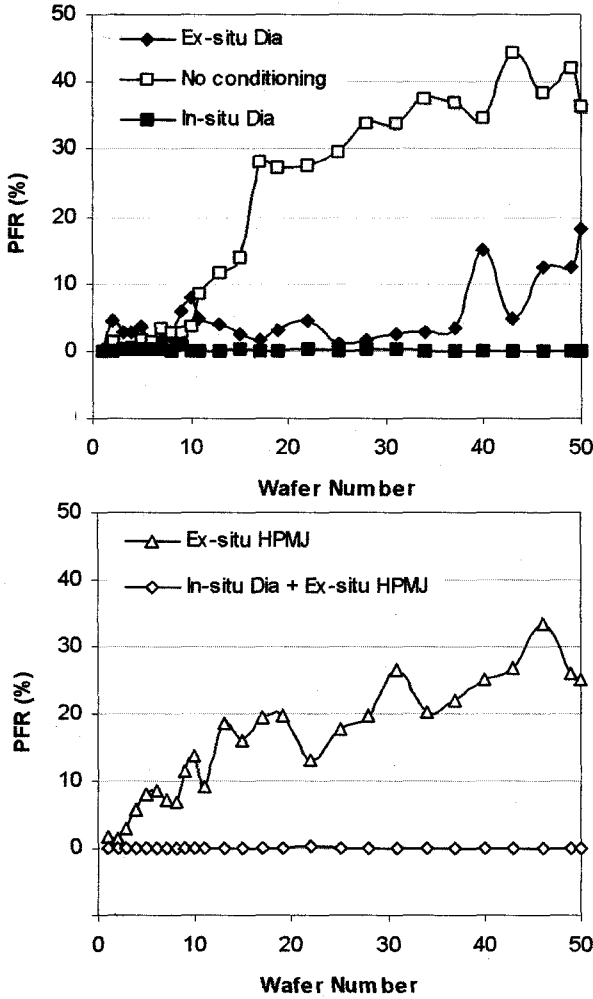 50
40
30
20
10
0
PFR (%)
Ex-situ Dia
No conditioning
In-situ Dia
0 10 20 30 40 50
Wafer Number
50
40
30
20
10
0
PFR (%)
Ex-situ HPMJ
In-situ Dia + Ex-situ HPMJ
0 10 20 30 40 50
Wafer Number